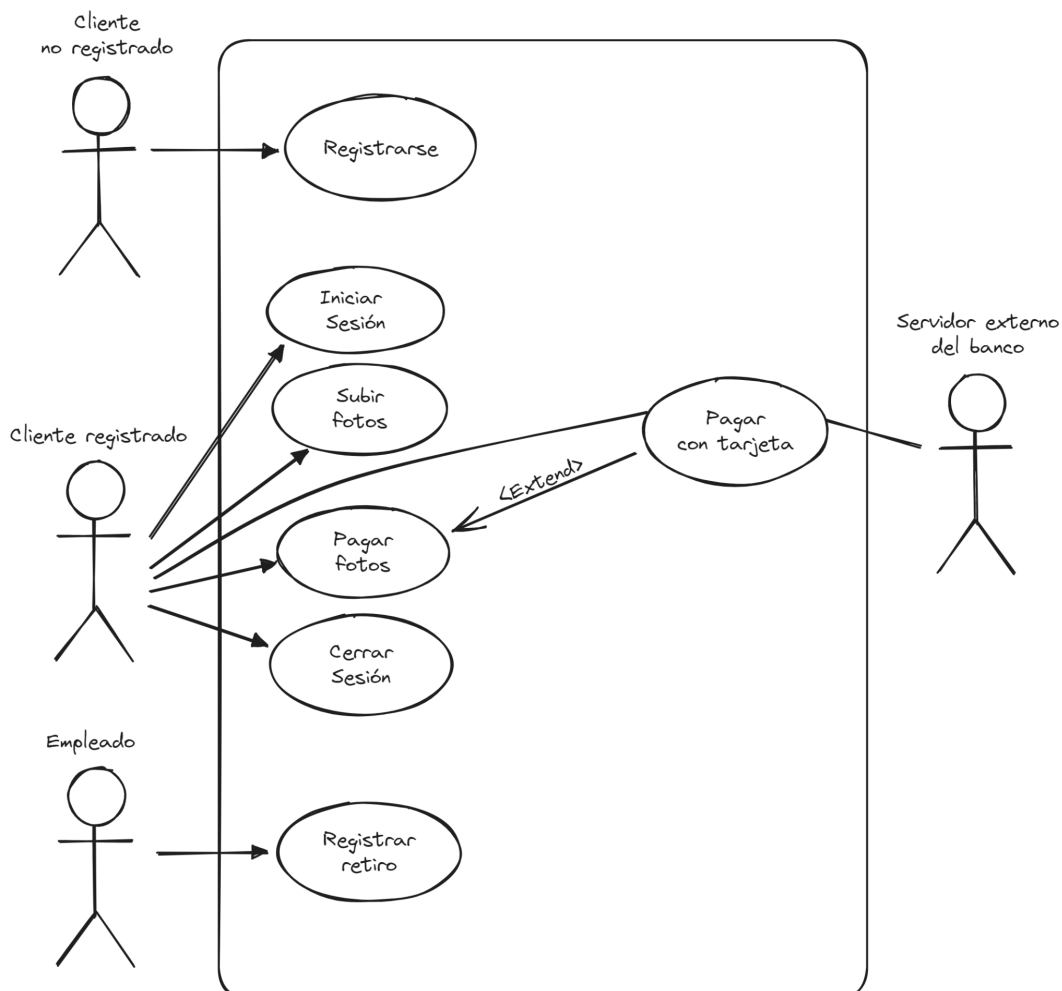 Cliente
no registrado
Registrarse
Iniciar
Sesión
Servidor externo
del banco
Subir
fotos
Pagar
con tarjeta
Cliente registrado
<Extend>
Pagar
fotos
Cerrar
Sesión
Empleado
Registrar
retiro